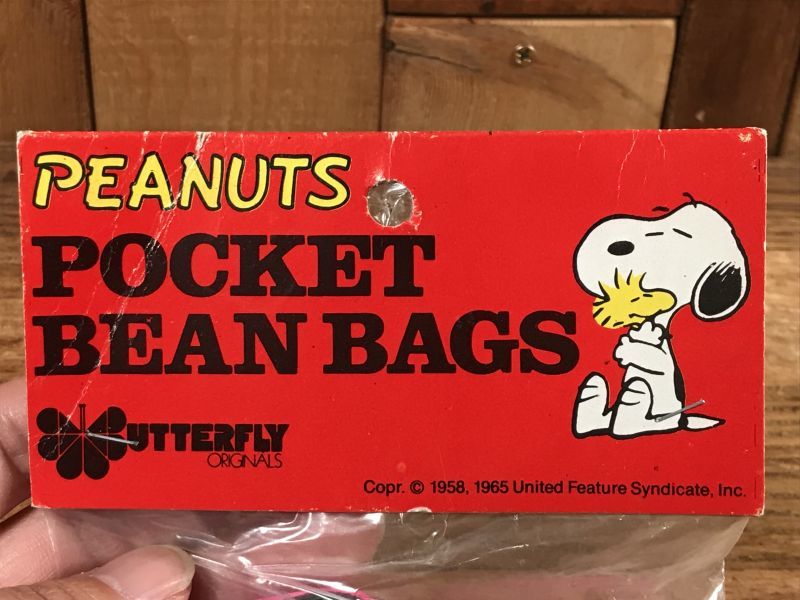 PEANUTS
POCKET
BEAN BAGS
BUTTERFLY
ORIGINALS
Copr. © 1958, 1965 United Feature Syndicate, Inc.